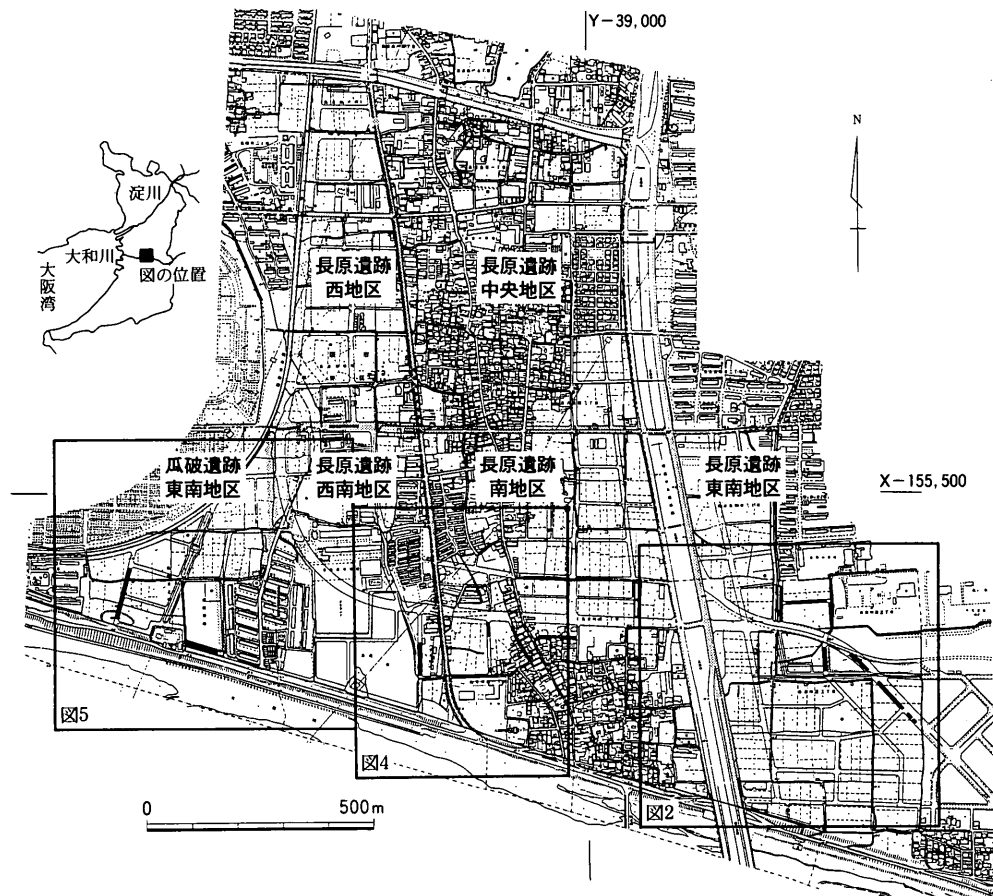 Y-39,000
N
淀川
大和川
大阪湾
図の位置
長原遺跡
西地区
長原遺跡
中央地区
瓜破遺跡
東南地区
長原遺跡
西南地区
長原遺跡
南地区
長原遺跡
東南地区
X-155,500
図5
図4
図2
0
500m